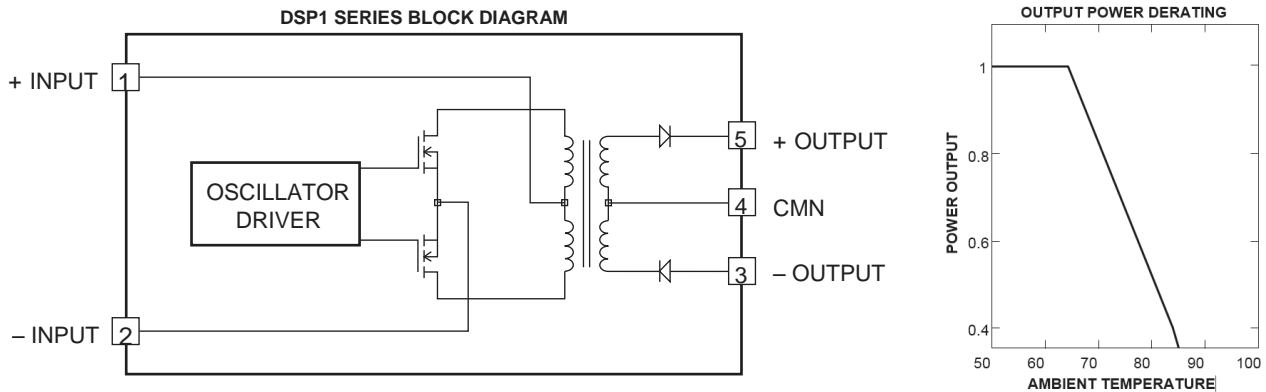 DSP1 SERIES BLOCK DIAGRAM
+ INPUT
1
OSCILLATOR
DRIVER
– INPUT
2
5
+ OUTPUT
4
CMN
3
– OUTPUT
OUTPUT POWER DERATING
POWER OUTPUT
1
0.8
0.6
0.4
50 60 70 80 90 100
AMBIENT TEMPERATURE